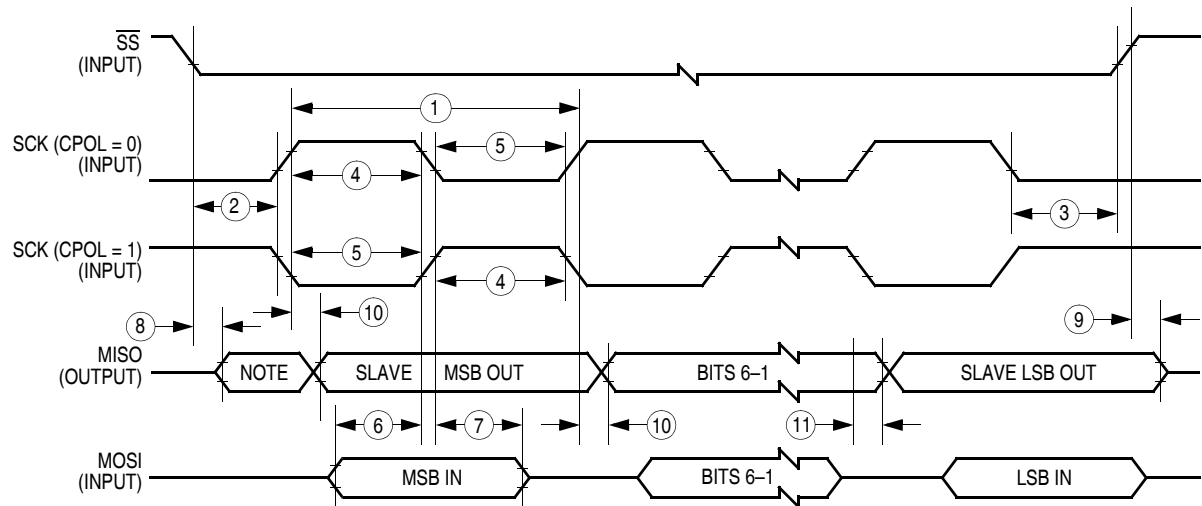 SS
(INPUT)
1
SCK (CPOL = 0)
(INPUT)
5
4
2
3
SCK (CPOL = 1)
(INPUT)
5
4
8
10
9
MISO
(OUTPUT)
NOTE
SLAVE
MSB OUT
BITS 6–1
SLAVE LSB OUT
6
7
10
11
MOSI
(INPUT)
MSB IN
BITS 6–1
LSB IN